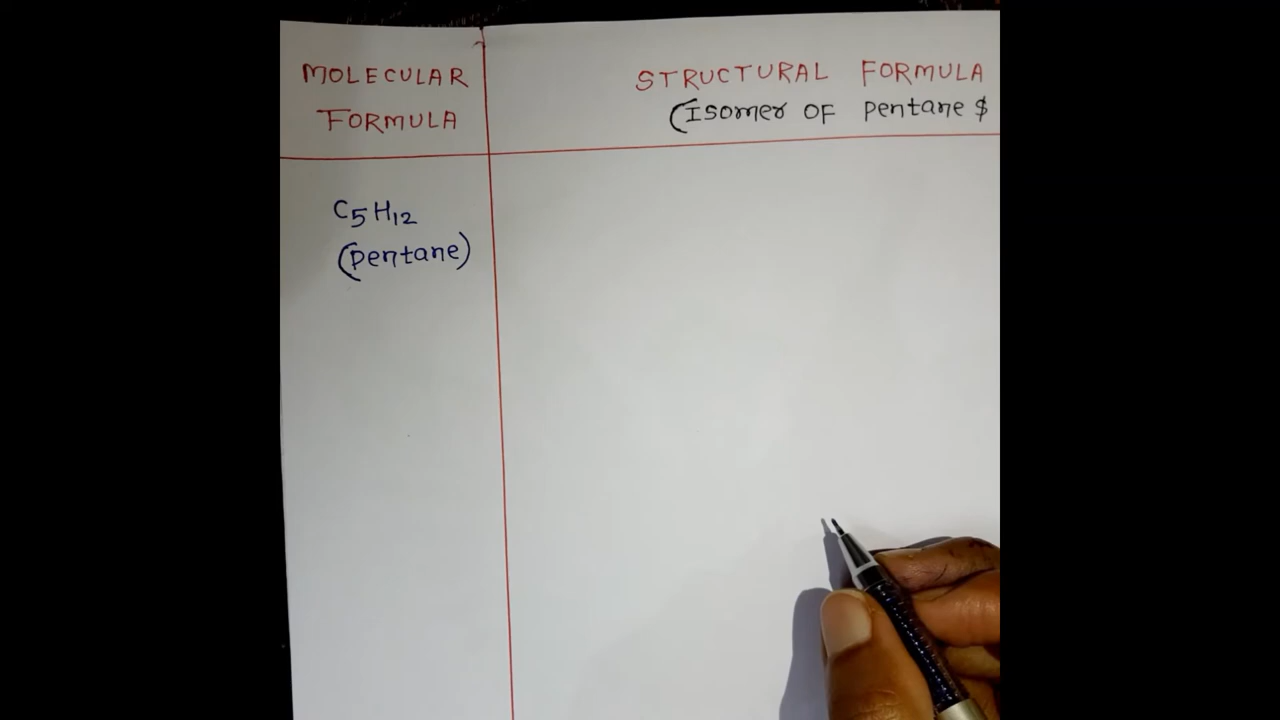 MOLECULAR
FORMULA
STRUCTURAL FORMULA
(Isomer OF Pentane $
C5H12
(Pentane)